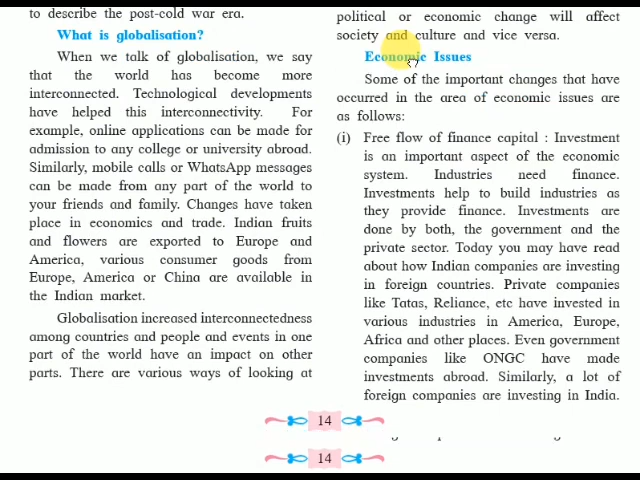 to describe the post-cold war era.
What is globalisation?
When we talk of globalisation, we say
that the world has become more
interconnected. Technological developments
have helped this interconnectivity. For
example, online applications can be made for
admission to any college or university abroad.
Similarly, mobile calls or WhatsApp messages
can be made from any part of the world to
your friends and family. Changes have taken
place in economics and trade. Indian fruits
and flowers are exported to Europe and
America, various consumer goods from
Europe, America or China are available in
the Indian market.
Globalisation increased interconnectedness
among countries and people and events in one
part of the world have an impact on other
parts. There are various ways of looking at
political or economic change will affect
society and culture and vice versa.
Economic Issues
Some of the important changes that have
occurred in the area of economic issues are
as follows:
(i) Free flow of finance capital : Investment
is an important aspect of the economic
system. Industries need finance.
Investments help to build industries as
they provide finance. Investments are
done by both, the government and the
private sector. Today you may have read
about how Indian companies are investing
in foreign countries. Private companies
like Tatas, Reliance, etc have invested in
various industries in America, Europe,
Africa and other places. Even government
companies like ONGC have made
investments abroad. Similarly, a lot of
foreign companies are investing in India.
14
14